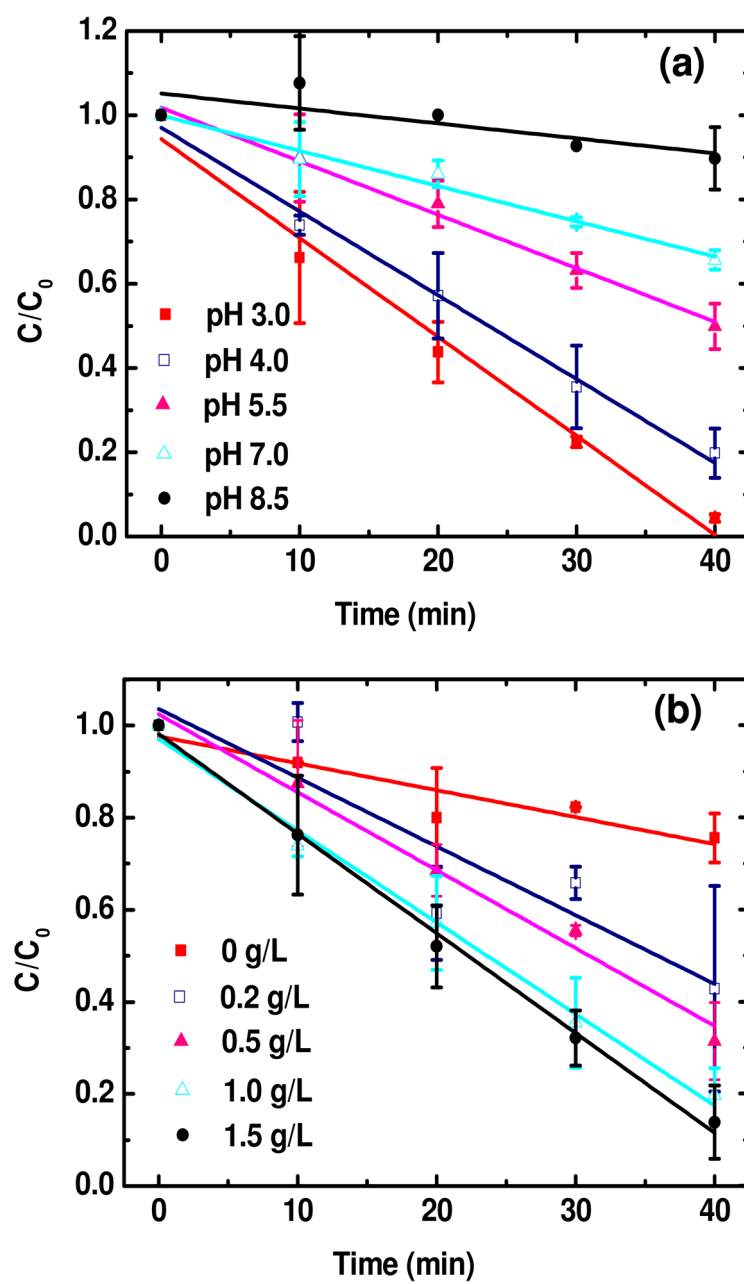 1.2
(a)
1.0
0.8
C/C0
0.6
pH 3.0
0.4
pH 4.0
pH 5.5
0.2
pH 7.0
pH 8.5
0.0
0 10 20 30 40
Time (min)
(b)
1.0
0.8
C/C0
0.6
0 g/L
0.4
0.2 g/L
0.5 g/L
0.2
1.0 g/L
1.5 g/L
0.0
0 10 20 30 40
Time (min)